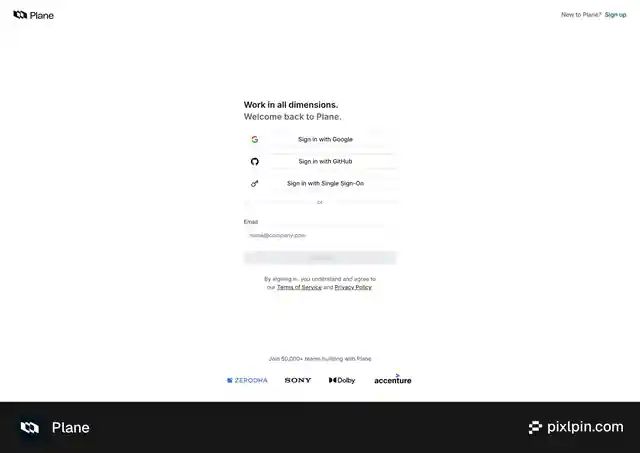 Plane
New to Plane? Sign up
Work in all dimensions.
Welcome back to Plane.
Sign in with Google
Sign in with GitHub
Sign in with Single Sign-On
or
Email
name@company.com
By signing in, you understand and agree to
our Terms of Service and Privacy Policy
Join 50,000+ teams building with Plane
ZERODHA SONY Dolby accenture
Plane
pixlpin.com